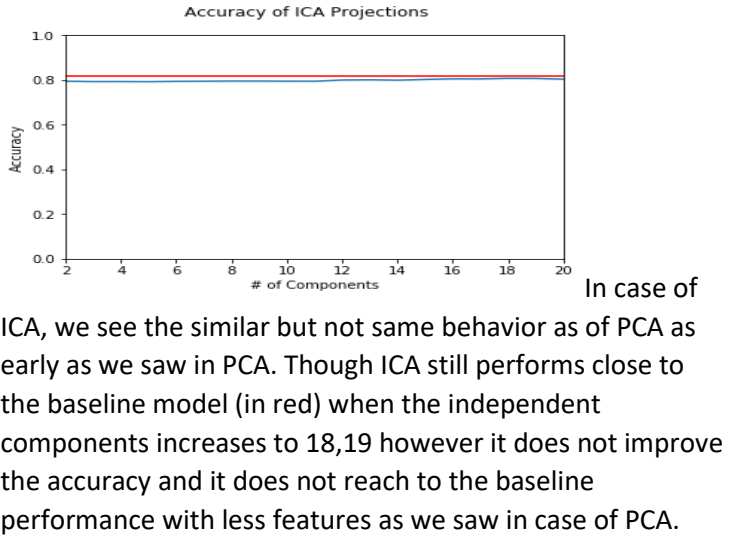 Accuracy of ICA Projections
1.0
0.8
0.6
0.4
0.2
0.0
Accuracy
2 4 6 8 10 12 14 16 18 20
# of Components
In case of
ICA, we see the similar but not same behavior as of PCA as
early as we saw in PCA. Though ICA still performs close to
the baseline model (in red) when the independent
components increases to 18,19 however it does not improve
the accuracy and it does not reach to the baseline
performance with less features as we saw in case of PCA.